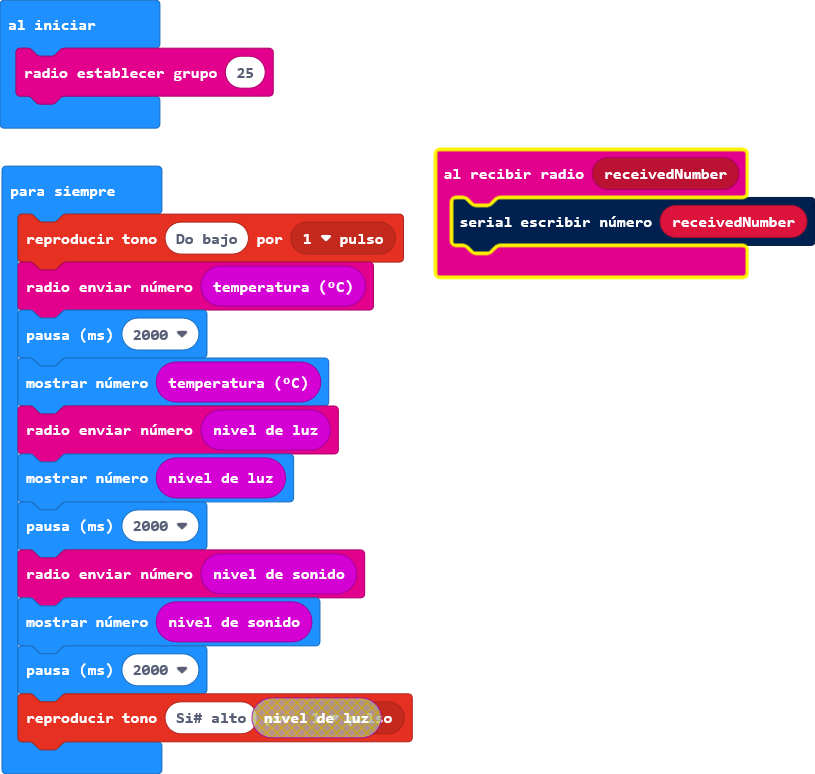 al iniciar
radio establecer grupo 25
para siempre
reproducir tono Do bajo por 1 pulso
radio enviar número temperatura (ºC)
pausa (ms) 2000
mostrar número temperatura (ºC)
radio enviar número nivel de luz
mostrar número nivel de luz
pausa (ms) 2000
radio enviar número nivel de sonido
mostrar número nivel de sonido
pausa (ms) 2000
reproducir tono Si# alto nivel de luz
al recibir radio receivedNumber
serial escribir número receivedNumber